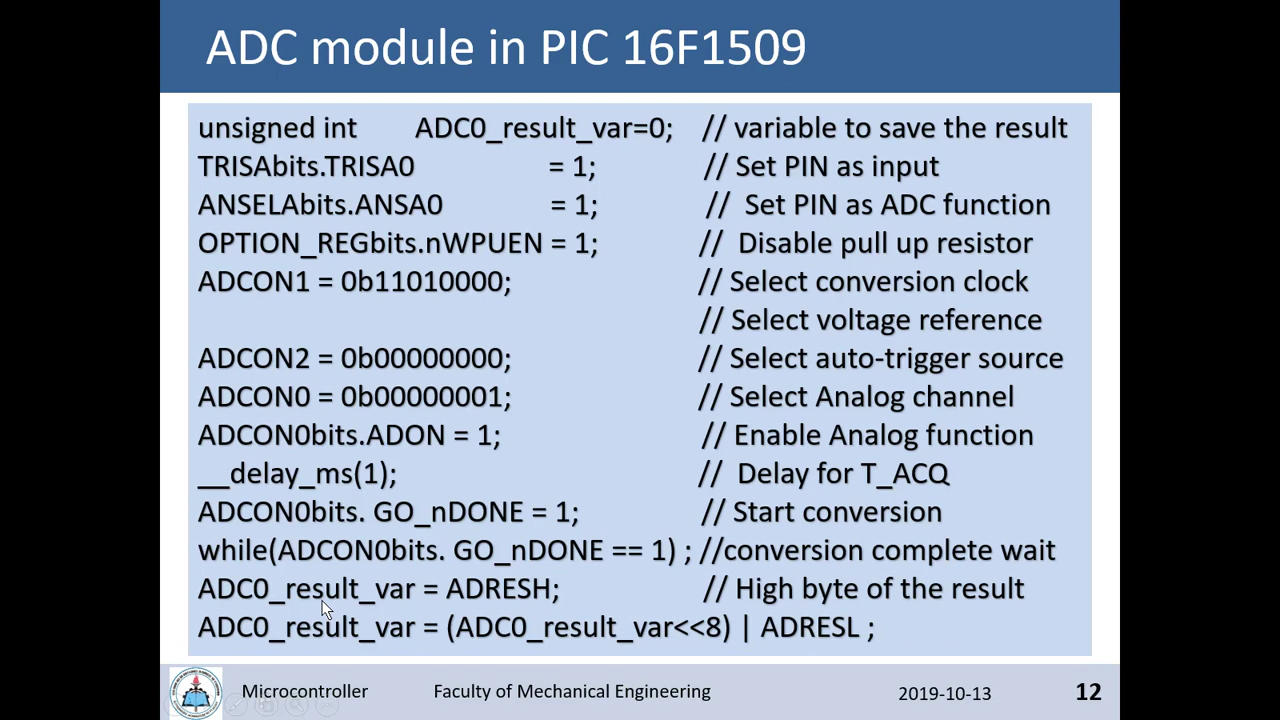 ADC module in PIC 16F1509
unsigned int ADC0_result_var=0; // variable to save the result
TRISAbits.TRISA0 = 1; // Set PIN as input
ANSELAbits.ANSA0 = 1; // Set PIN as ADC function
OPTION_REGbits.nWPUEN = 1; // Disable pull up resistor
ADCON1 = 0b11010000; // Select conversion clock
// Select voltage reference
ADCON2 = 0b00000000; // Select auto-trigger source
ADCON0 = 0b00000001; // Select Analog channel
ADCON0bits.ADON = 1; // Enable Analog function
__delay_ms(1); // Delay for T_ACQ
ADCON0bits. GO_nDONE = 1; // Start conversion
while(ADCON0bits. GO_nDONE == 1) ; //conversion complete wait
ADC0_result_var = ADRESH; // High byte of the result
ADC0_result_var = (ADC0_result_var<<8) | ADRESL ;
Microcontroller Faculty of Mechanical Engineering 2019-10-13 12